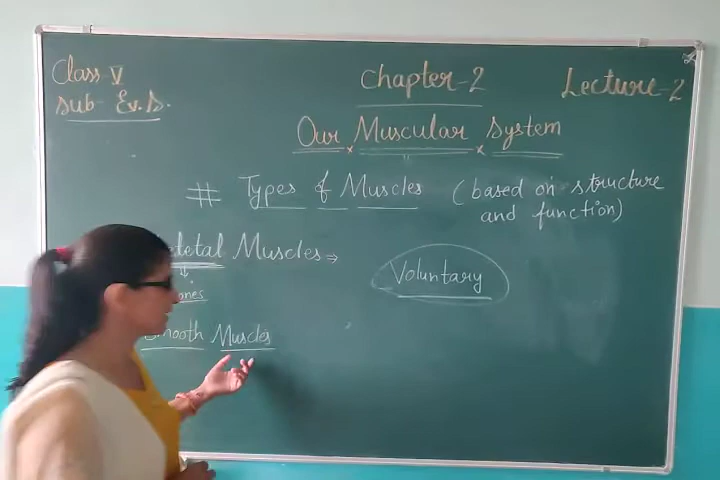 Class-V
Sub- Ev.S.
Chapter-2
Lecture-2
Our Muscular System
# Types of Muscles (based on structure
and function)
Muscles ⇒ Voluntary
Muscles